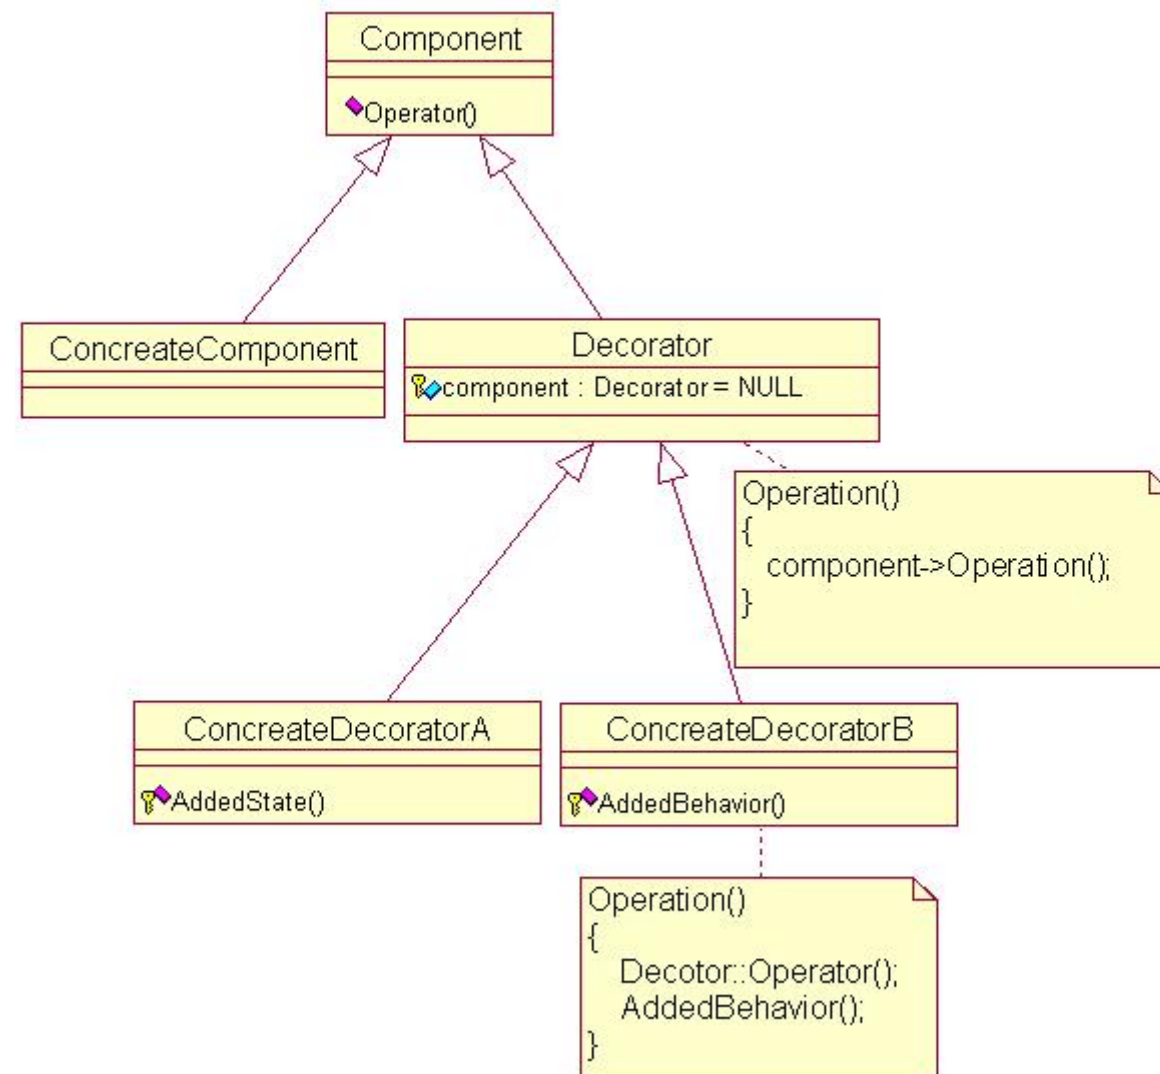 Component
Operator()
ConcreateComponent
Decorator
component : Decorator = NULL
Operation()
{
component->Operation();
}
ConcreateDecoratorA
AddedState()
ConcreateDecoratorB
AddedBehavior()
Operation()
{
Decotor::Operator();
AddedBehavior();
}